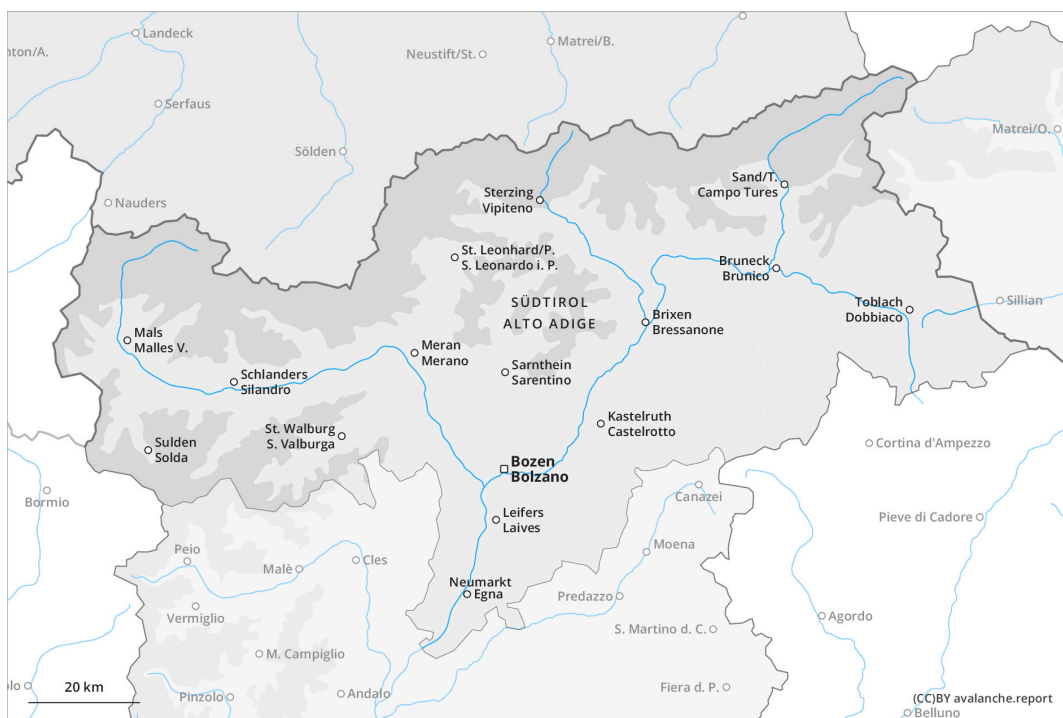 Landeck
nton/A.
Neustift/St.
Matrei/B.
Serfaus
Matrei/O.
Sölden
Nauders
Sand/T.
Campo Tures
Sterzing
Vipiteno
St. Leonhard/P.
S. Leonardo i. P.
Bruneck
Brunico
SÜDTIROL
ALTO ADIGE
Toblach
Dobbiaco
Sillian
Brixen
Bressanone
Mals
Malles V.
Meran
Merano
Schlanders
Silandro
Sarnthein
Sarentino
Kastelruth
Castelrotto
St. Walburg
S. Valburga
Sulden
Solda
Cortina d'Ampezzo
Bozen
Bolzano
Bormio
Canazei
Leifers
Laives
Pieve di Cadore
Peio
Cles
Malè
Moena
Neumarkt
Egna
Predazzo
Vermiglio
Agordo
S. Martino d. C.
M. Campiglio
olo
20 km
Pinzolo
Andalo
Fiera d. P.
(CC)BY avalanche.report
Belluno